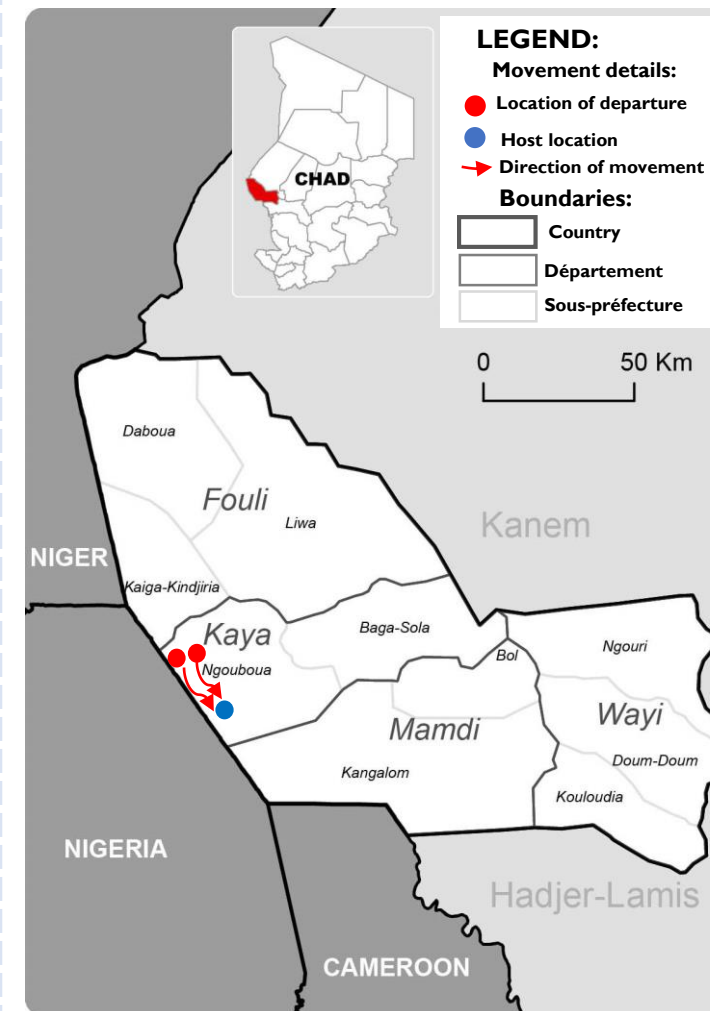 LEGEND:
Movement details:
Location of departure
Host location
Direction of movement
Boundaries:
Country
Département
Sous-préfecture
CHAD
0 50 Km
Daboua
Fouli
Liwa
Kanem
NIGER
Kaiga-Kindjiria
Kaya
Baga-Sola
Ngouboua
Bol
Ngouri
Mamdi
Wayi
Doum-Doum
Kangalom
Kouloudia
NIGERIA
Hadjer-Lamis
CAMEROON